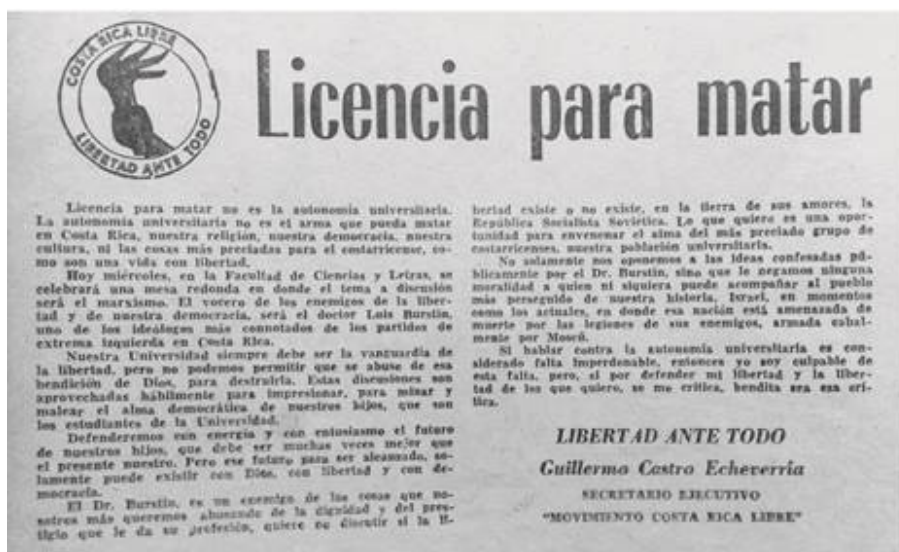 COSTA RICA LIBRE
LIBERTAD ANTE TODO
Licencia para matar
Licencia para matar no es la autonomía universitaria.
La autonomía universitaria no es el arma que pueda matar
en Costa Rica, nuestra religión, nuestra democracia, nuestra
cultura, ni las cosas más preciadas para el costarricense, co-
mo son una vida con libertad.
Hoy miércoles, en la Facultad de Ciencias y Letras, se
celebrará una mesa redonda en donde el tema a discusión
será el marxismo. El vocero de los enemigos de la liber-
tad y de nuestra democracia, será el doctor Luis Burstin,
uno de los ideólogos más connotados de los partidos de
extrema izquierda en Costa Rica.
Nuestra Universidad siempre debe ser la vanguardia de
la libertad, pero no podemos permitir que se abuse de esa
bendición de Dios, para destruirla. Estas discusiones son
aprovechadas hábilmente para impresionar, para minar y
malear el alma democrática de nuestros hijos, que son
los estudiantes de la Universidad.
Defenderemos con energía y con entusiasmo el futuro
de nuestros hijos, que debe ser muchas veces mejor que
el presente nuestro. Pero ese futuro para ser alcanzado, so-
lamente puede existir con Dios, con libertad y con de-
mocracia.
El Dr. Burstin, es un enemigo de las cosas que no-
sotros más queremos abusando de la dignidad y del pres-
tigio que le da su profesión, quiere no discutir si la li-
bertad existe o no existe, en la tierra de sus amores, la
República Socialista Soviética. Lo que quiere es una opor-
tunidad para envenenar el alma del más preciado grupo de
costarricenses, nuestra población universitaria.
No solamente nos oponemos a las ideas confesadas pú-
blicamente por el Dr. Burstin, sino que le negamos ninguna
moralidad a quien ni siquiera puede acompañar al pueblo
más perseguido de nuestra historia, Israel, en momentos
como los actuales, en donde esa nación está amenazada de
muerte por las legiones de sus enemigos, armada cabal-
mente por Moscú.
Si hablar contra la autonomía universitaria es con-
siderado falta imperdonable, entonces yo soy culpable de
esta falta, pero, si por defender mi libertad y la liber-
tad de los que quiero, se me critica, bendita sea esa crí-
tica.
LIBERTAD ANTE TODO
Guillermo Castro Echeverría
SECRETARIO EJECUTIVO
"MOVIMIENTO COSTA RICA LIBRE"